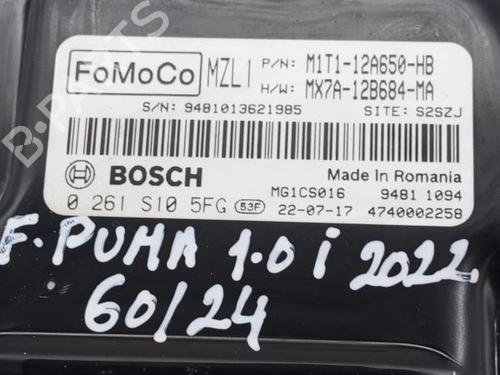 FoMoCo MZL1 P/N: M1T1-12A650-HB
H/W: MX7A-12B684-MA
S/N: 9481013621985 SITE: S2SZJ
BOSCH Made in Romania
MG1CS016 9481 1094
0 261 S10 5FG 53F 22-07-17 4740002258
F. PUMA 1.0 i 2022
60/24